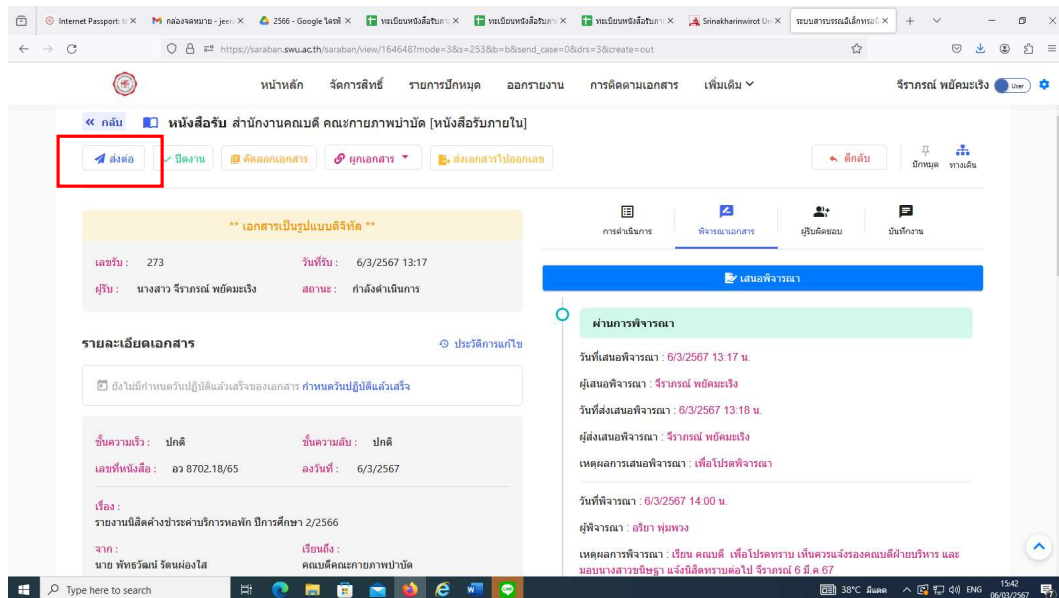 Internet Passport: ระ
กล่องจดหมาย - jeer
2566 - Google ไดรฟ์
ทะเบียนหนังสือรับภาย
ทะเบียนหนังสือรับภาย
ทะเบียนหนังสือรับภาย
Srinakharinwirot Un
ระบบสารบรรณอิเล็กทรอนิ
https://saraban.swu.ac.th/saraban/view/164648?mode=3&s=253&b=b&send_case=0&drs=3&create=out
หน้าหลัก จัดการสิทธิ์ รายการปักหมุด ออกรายงาน การติดตามเอกสาร เพิ่มเติม
จีราภรณ์ พยัคมะเริง User
« กลับ หนังสือรับ สำนักงานคณบดี คณะกายภาพบำบัด [หนังสือรับภายใน]
ส่งต่อ ปิดงาน คัดลอกเอกสาร ผูกเอกสาร ส่งเอกสารไปออกเลข ตีกลับ ปักหมุด ทางเดิน
** เอกสารเป็นรูปแบบดิจิทัล **
เลขรับ : 273 วันที่รับ : 6/3/2567 13:17
ผู้รับ : นางสาว จีราภรณ์ พยัคมะเริง สถานะ : กำลังดำเนินการ
รายละเอียดเอกสาร ประวัติการแก้ไข
ยังไม่มีกำหนดวันปฏิบัติแล้วเสร็จของเอกสาร กำหนดวันปฏิบัติแล้วเสร็จ
ชั้นความเร็ว : ปกติ ชั้นความลับ : ปกติ
เลขที่หนังสือ : อว 8702.18/65 ลงวันที่ : 6/3/2567
เรื่อง :
รายงานนิสิตค้างชำระค่าบริการหอพัก ปีการศึกษา 2/2566
จาก : เรียนถึง :
นาย พัทธวัฒน์ รัตนผ่องใส คณบดีคณะกายภาพบำบัด
การดำเนินการ พิจารณาเอกสาร ผู้รับผิดชอบ บันทึกงาน
เสนอพิจารณา
ผ่านการพิจารณา
วันที่เสนอพิจารณา : 6/3/2567 13:17 น.
ผู้เสนอพิจารณา : จีราภรณ์ พยัคมะเริง
วันที่ส่งเสนอพิจารณา : 6/3/2567 13:18 น.
ผู้ส่งเสนอพิจารณา : จีราภรณ์ พยัคมะเริง
เหตุผลการเสนอพิจารณา : เพื่อโปรดพิจารณา
วันที่พิจารณา : 6/3/2567 14:00 น.
ผู้พิจารณา : อริยา พุ่มพวง
เหตุผลการพิจารณา : เรียน คณบดี เพื่อโปรดทราบ เห็นควรแจ้งรองคณบดีฝ่ายบริหาร และ
มอบนางสาวขนิษฐา แจ้งนิสิตทราบต่อไป จีราภรณ์ 6 มี.ค.67
Type here to search
38°C มีแดด ENG 15:42
06/03/2567